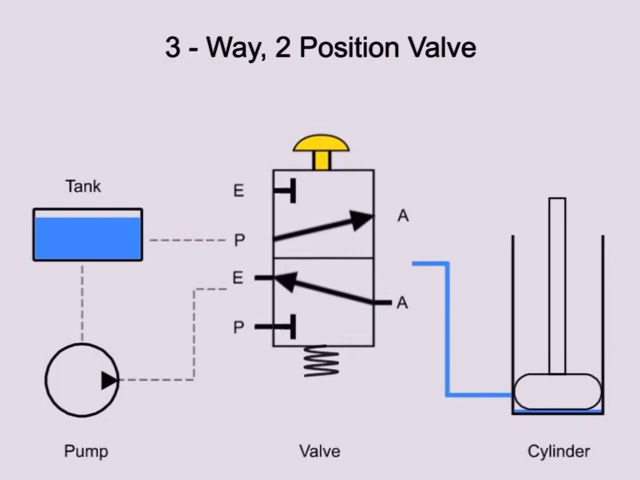 3 - Way, 2 Position Valve
Tank
E
P
A
E
P
A
Pump
Valve
Cylinder